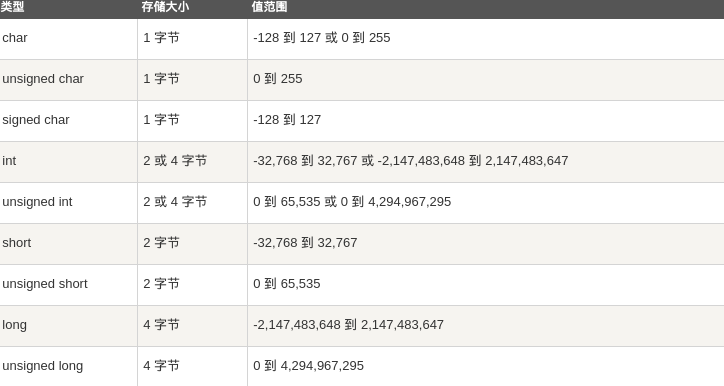 类型 存储大小 值范围
char 1 字节 -128 到 127 或 0 到 255
unsigned char 1 字节 0 到 255
signed char 1 字节 -128 到 127
int 2 或 4 字节 -32,768 到 32,767 或 -2,147,483,648 到 2,147,483,647
unsigned int 2 或 4 字节 0 到 65,535 或 0 到 4,294,967,295
short 2 字节 -32,768 到 32,767
unsigned short 2 字节 0 到 65,535
long 4 字节 -2,147,483,648 到 2,147,483,647
unsigned long 4 字节 0 到 4,294,967,295